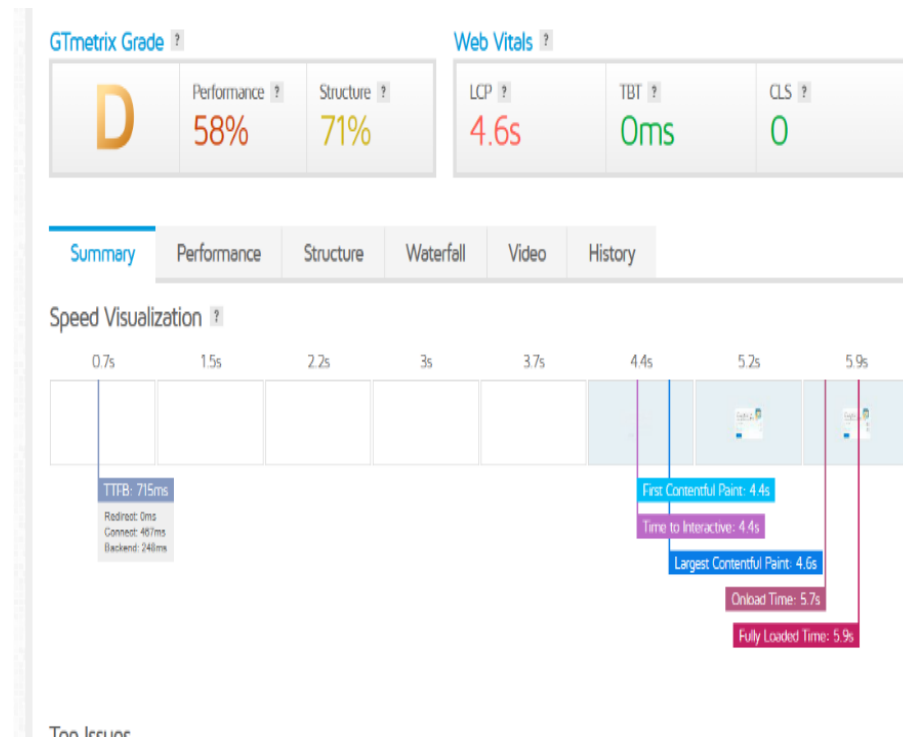 GTmetrix Grade ?
Web Vitals ?
D
Performance ?
58%
Structure ?
71%
LCP ?
4.6s
TBT ?
0ms
CLS ?
0
Summary
Performance
Structure
Waterfall
Video
History
Speed Visualization ?
0.7s 1.5s 2.2s 3s 3.7s 4.4s 5.2s 5.9s
TTFB: 715ms
Redirect: 0ms
Connect: 467ms
Backend: 248ms
First Contentful Paint: 4.4s
Time to Interactive: 4.4s
Largest Contentful Paint: 4.6s
Onload Time: 5.7s
Fully Loaded Time: 5.9s
Top Issues